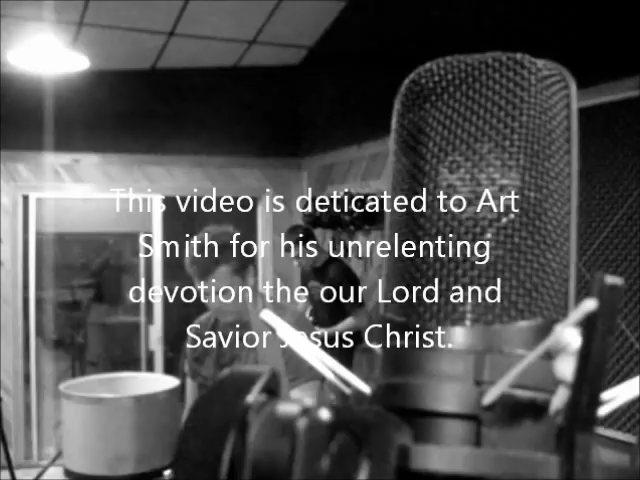 This video is deticated to Art
Smith for his unrelenting
devotion the our Lord and
Savior Jesus Christ.